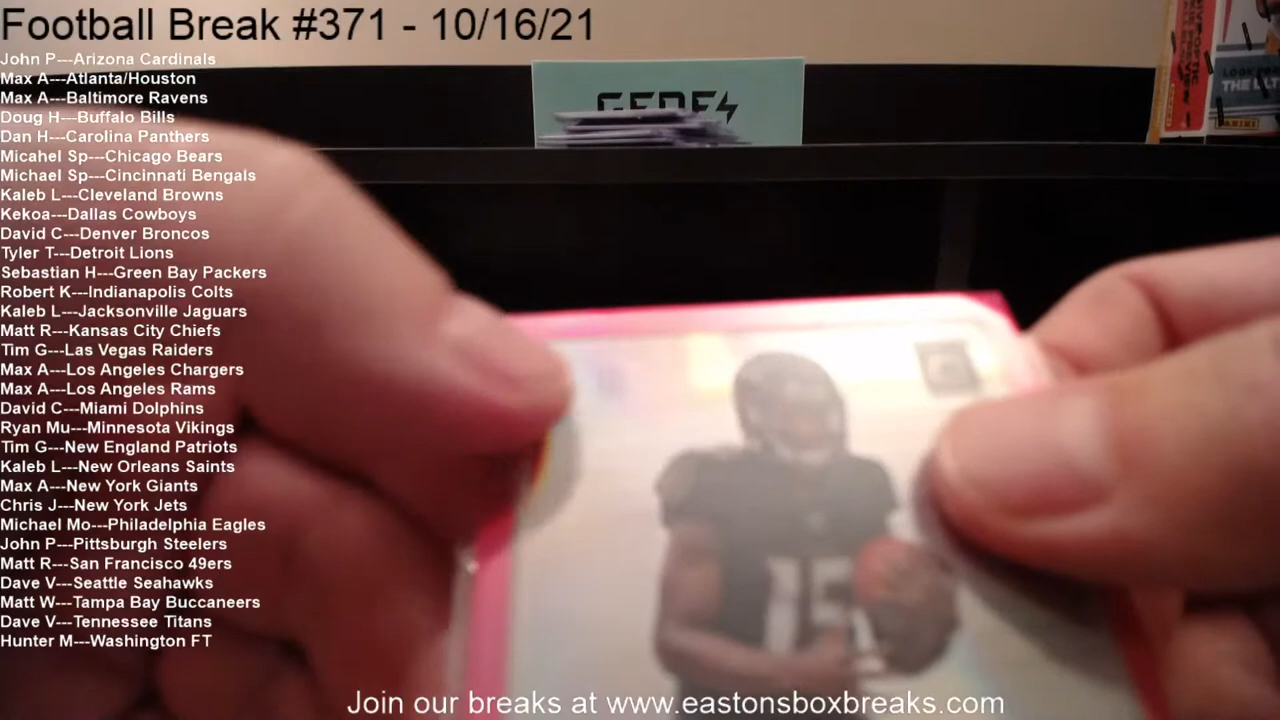 Football Break #371 - 10/16/21
John P---Arizona Cardinals
Max A---Atlanta/Houston
Max A---Baltimore Ravens
Doug H---Buffalo Bills
Dan H---Carolina Panthers
Micahel Sp---Chicago Bears
Michael Sp---Cincinnati Bengals
Kaleb L---Cleveland Browns
Kekoa---Dallas Cowboys
David C---Denver Broncos
Tyler T---Detroit Lions
Sebastian H---Green Bay Packers
Robert K---Indianapolis Colts
Kaleb L---Jacksonville Jaguars
Matt R---Kansas City Chiefs
Tim G---Las Vegas Raiders
Max A---Los Angeles Chargers
Max A---Los Angeles Rams
David C---Miami Dolphins
Ryan Mu---Minnesota Vikings
Tim G---New England Patriots
Kaleb L---New Orleans Saints
Max A---New York Giants
Chris J---New York Jets
Michael Mo---Philadelphia Eagles
John P---Pittsburgh Steelers
Matt R---San Francisco 49ers
Dave V---Seattle Seahawks
Matt W---Tampa Bay Buccaneers
Dave V---Tennessee Titans
Hunter M---Washington FT
PANINI
15
Join our breaks at www.eastonsboxbreaks.com